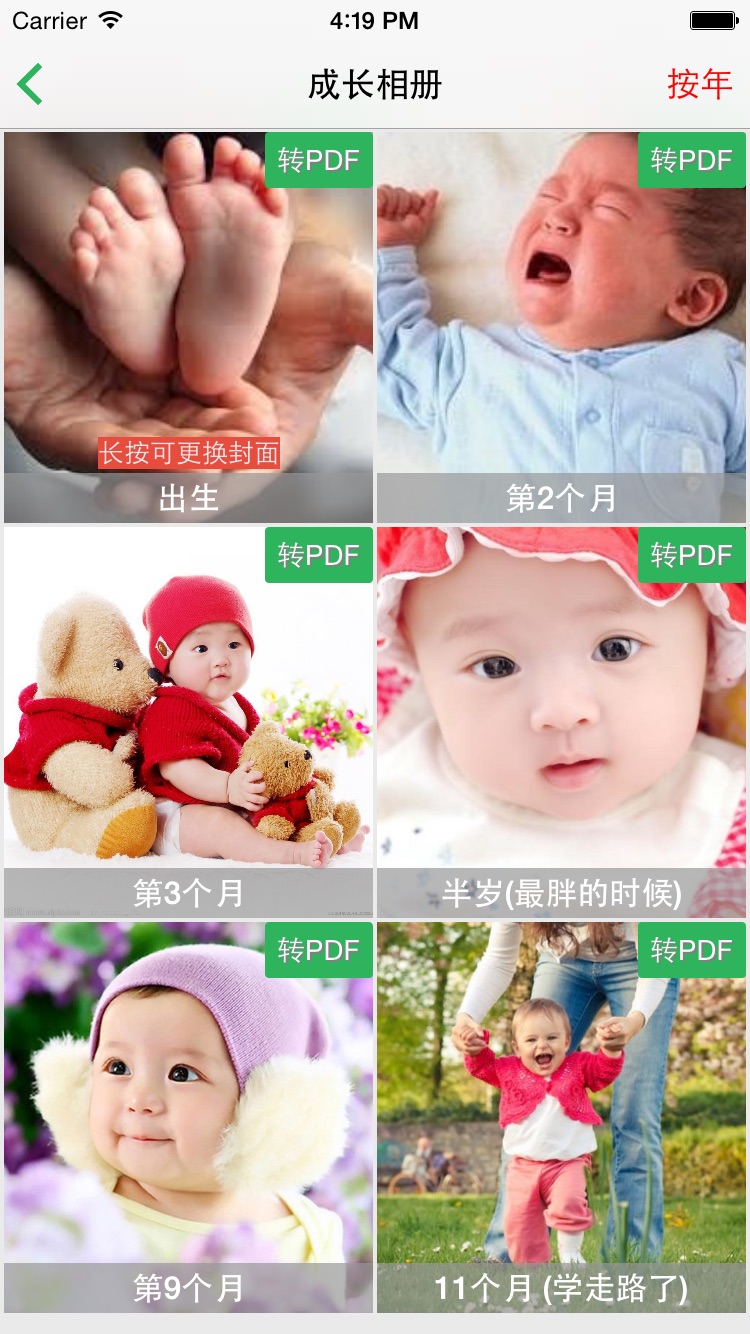 Carrier 4:19 PM
成长相册 按年
转PDF 转PDF
长按可更换封面
出生 第2个月
转PDF 转PDF
第3个月 半岁(最胖的时候)
转PDF 转PDF
第9个月 11个月 (学走路了)